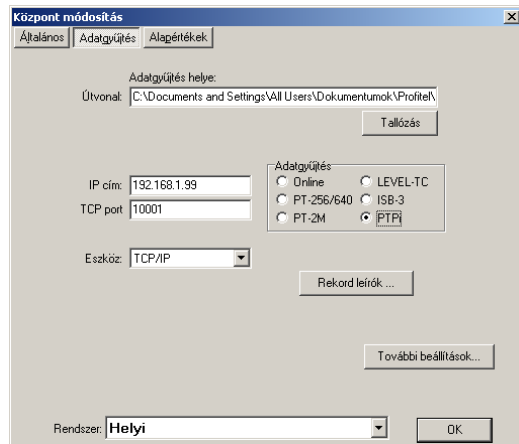 Központ módosítás
Általános Adatgyűjtés Alapértékek
Adatgyűjtés helye:
Útvonal: C:\Documents and Settings\All Users\Dokumentumok\Profitel\
Tallózás
Adatgyűjtés
IP cím: 192.168.1.99
Online LEVEL-TC
TCP port 10001
PT-256/640 ISB-3
PT-2M PTPi
Eszköz: TCP/IP
Rekord leírók ...
További beállítások...
Rendszer: Helyi
OK